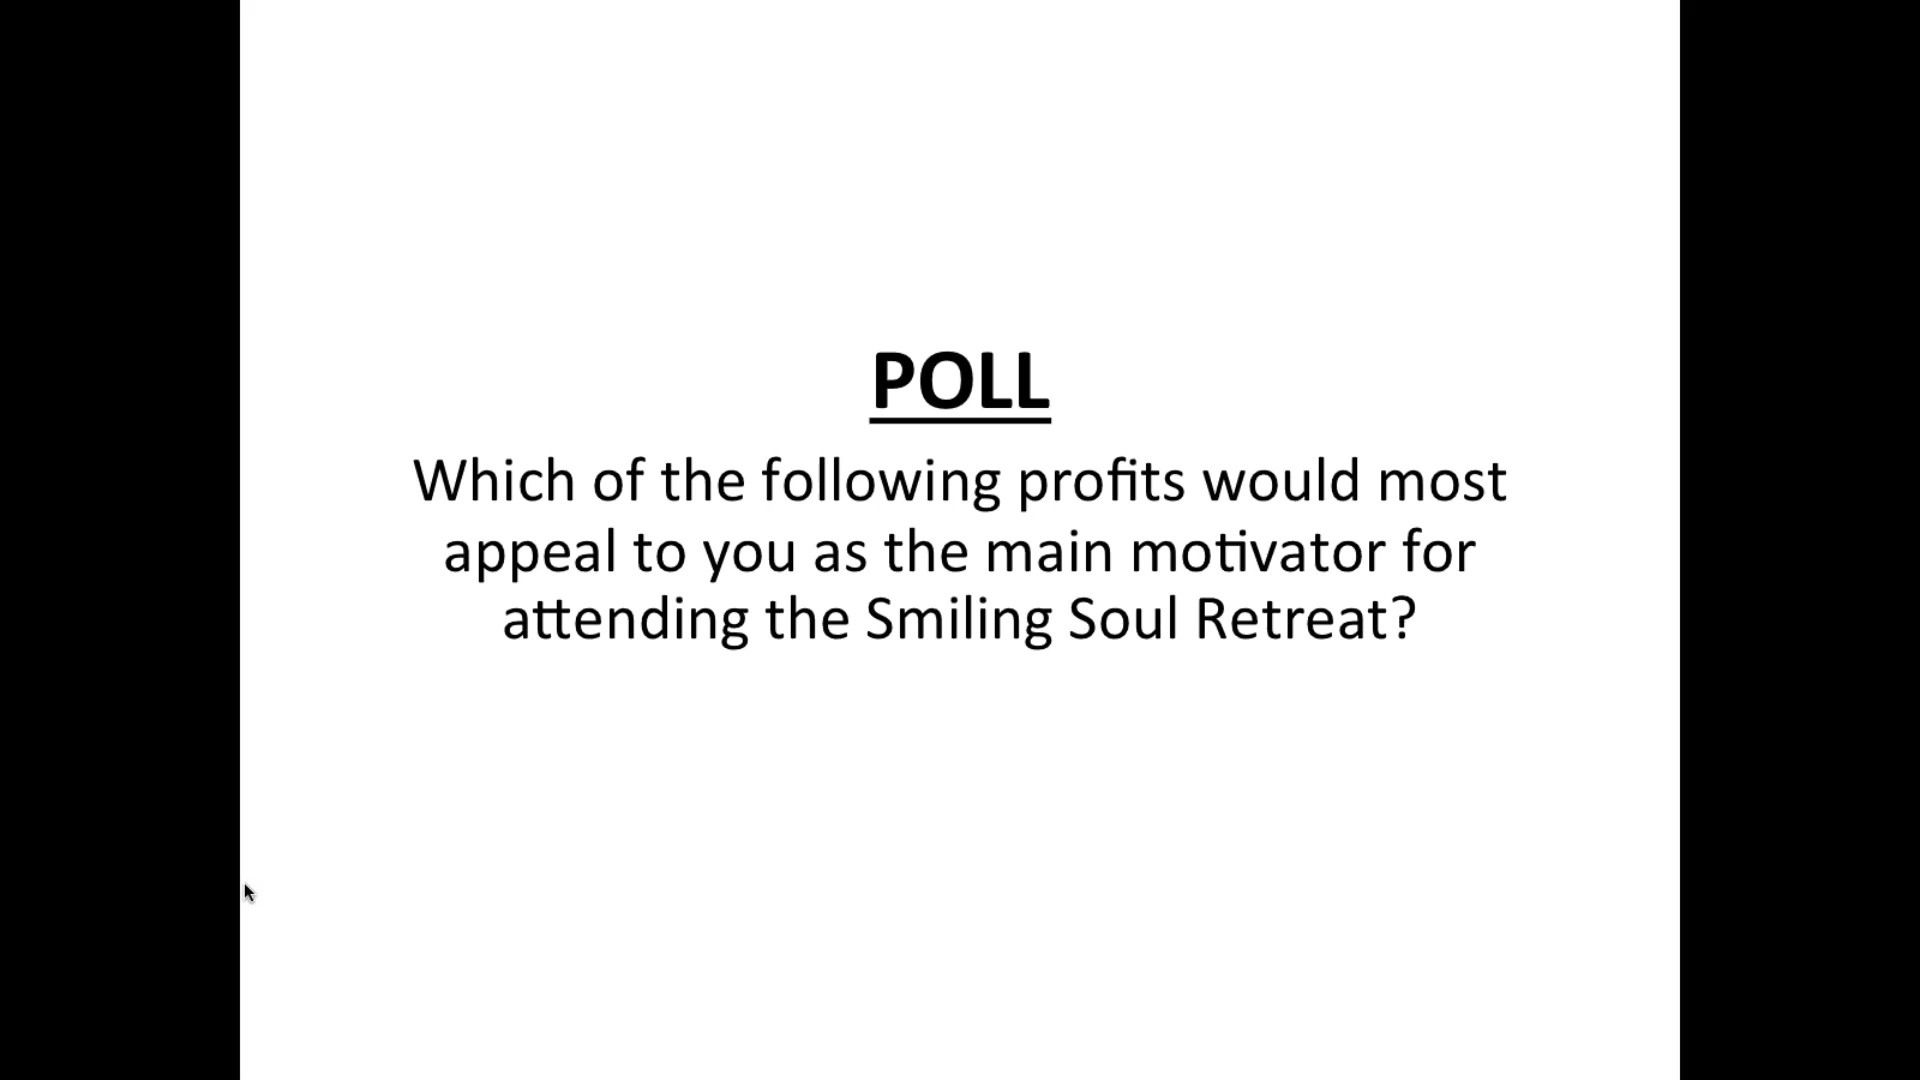 POLL
Which of the following profits would most
appeal to you as the main motivator for
attending the Smiling Soul Retreat?